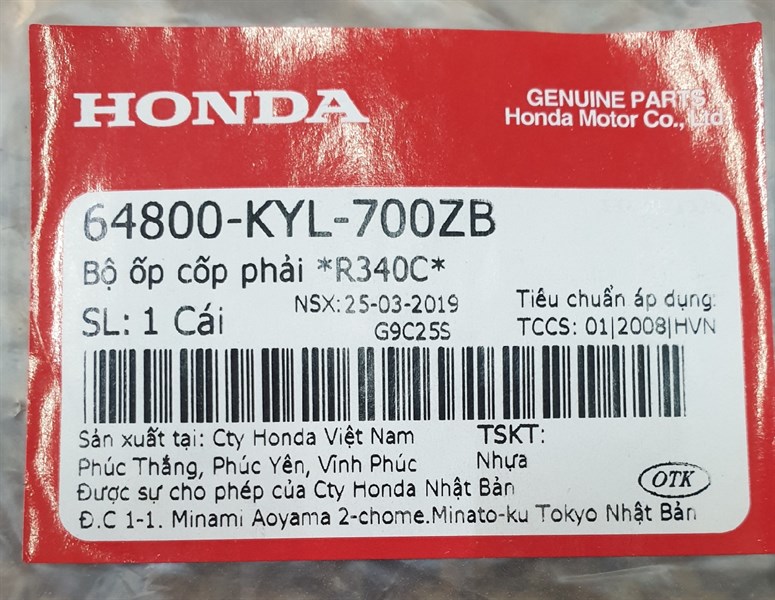 HONDA
GENUINE PARTS
Honda Motor Co., Ltd
64800-KYL-700ZB
Bộ ốp cốp phải *R340C*
SL: 1 Cái
NSX: 25-03-2019
G9C25S
Tiêu chuẩn áp dụng:
TCCS: 01|2008|HVN
Sản xuất tại: Cty Honda Việt Nam
Phúc Thắng, Phúc Yên, Vĩnh Phúc
TSKT:
Nhựa
Được sự cho phép của Cty Honda Nhật Bản
Đ.C 1-1. Minami Aoyama 2-chome.Minato-ku Tokyo Nhật Bản
OTK